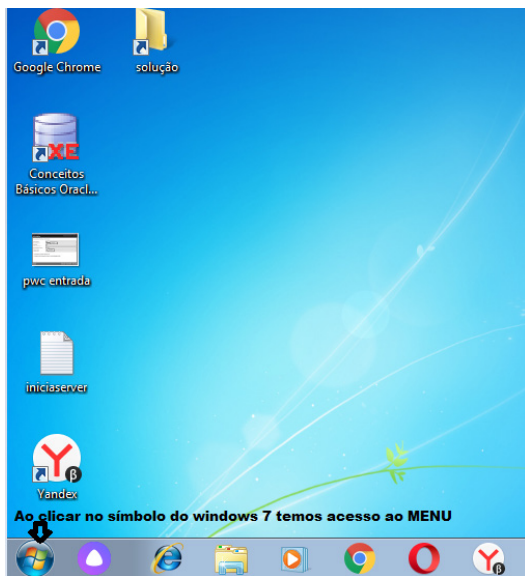 Google Chrome
solução
Conceitos
Básicos Oracl...
XE
pwc entrada
iniciaserver
Yandex
β
Ao clicar no símbolo do windows 7 temos acesso ao MENU
β